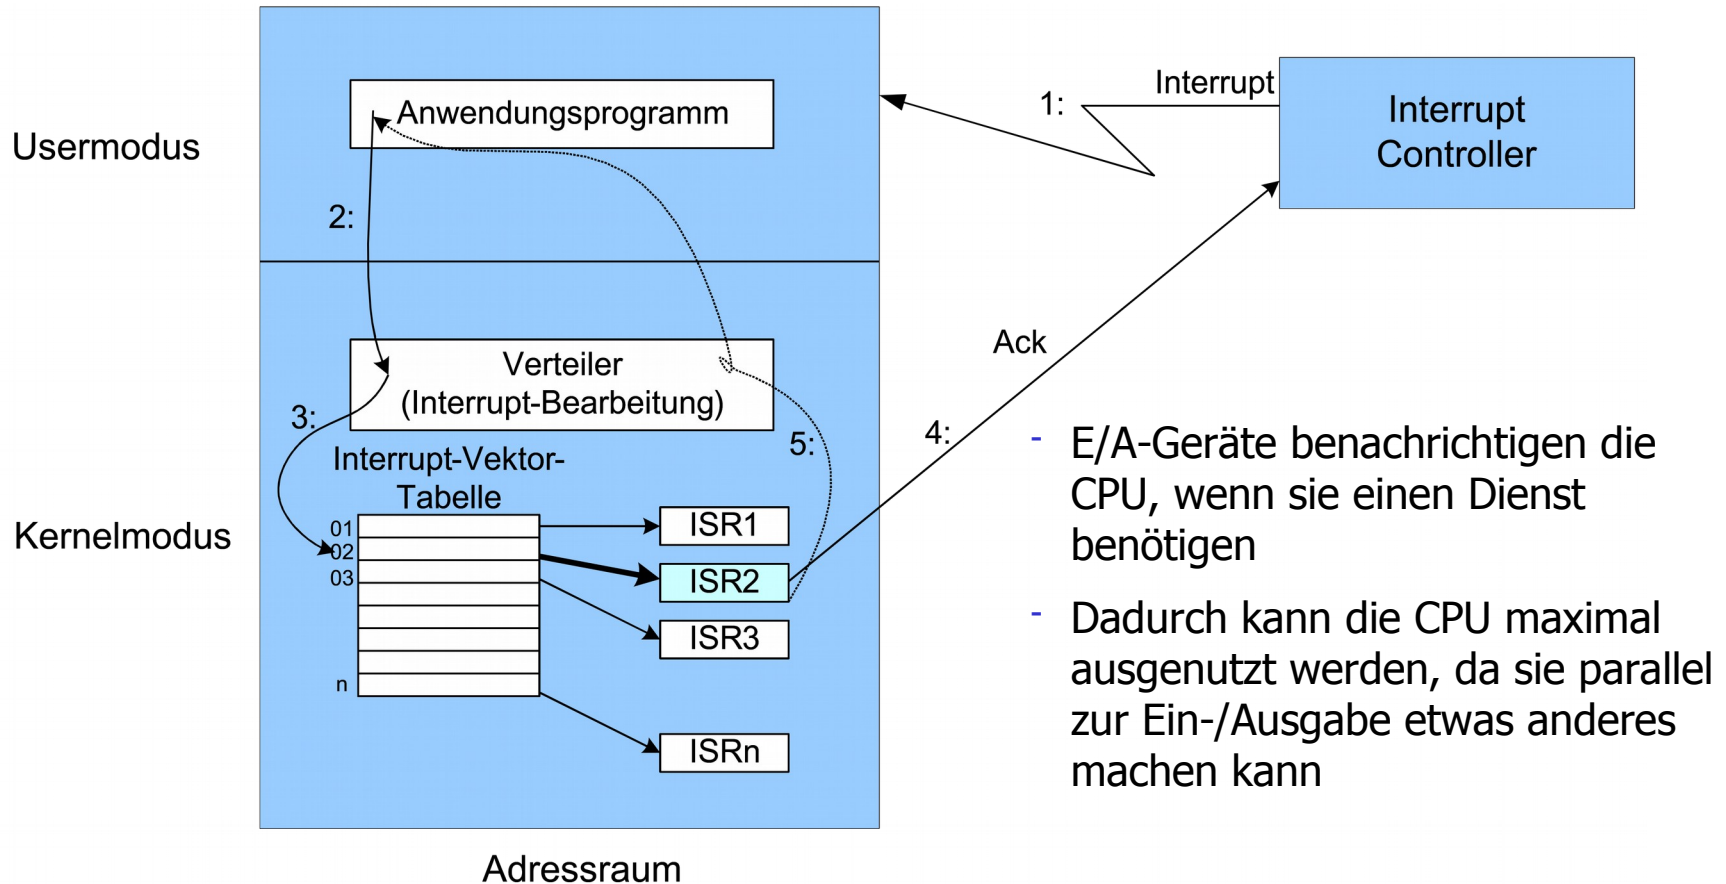 Usermodus
Anwendungsprogramm
1:
Interrupt
Interrupt
Controller
2:
Kernelmodus
Verteiler
(Interrupt-Bearbeitung)
3:
Interrupt-Vektor-
Tabelle
01
02
03
n
ISR1
ISR2
ISR3
ISRn
5:
4:
Ack
- E/A-Geräte benachrichtigen die
CPU, wenn sie einen Dienst
benötigen
- Dadurch kann die CPU maximal
ausgenutzt werden, da sie parallel
zur Ein-/Ausgabe etwas anderes
machen kann
Adressraum